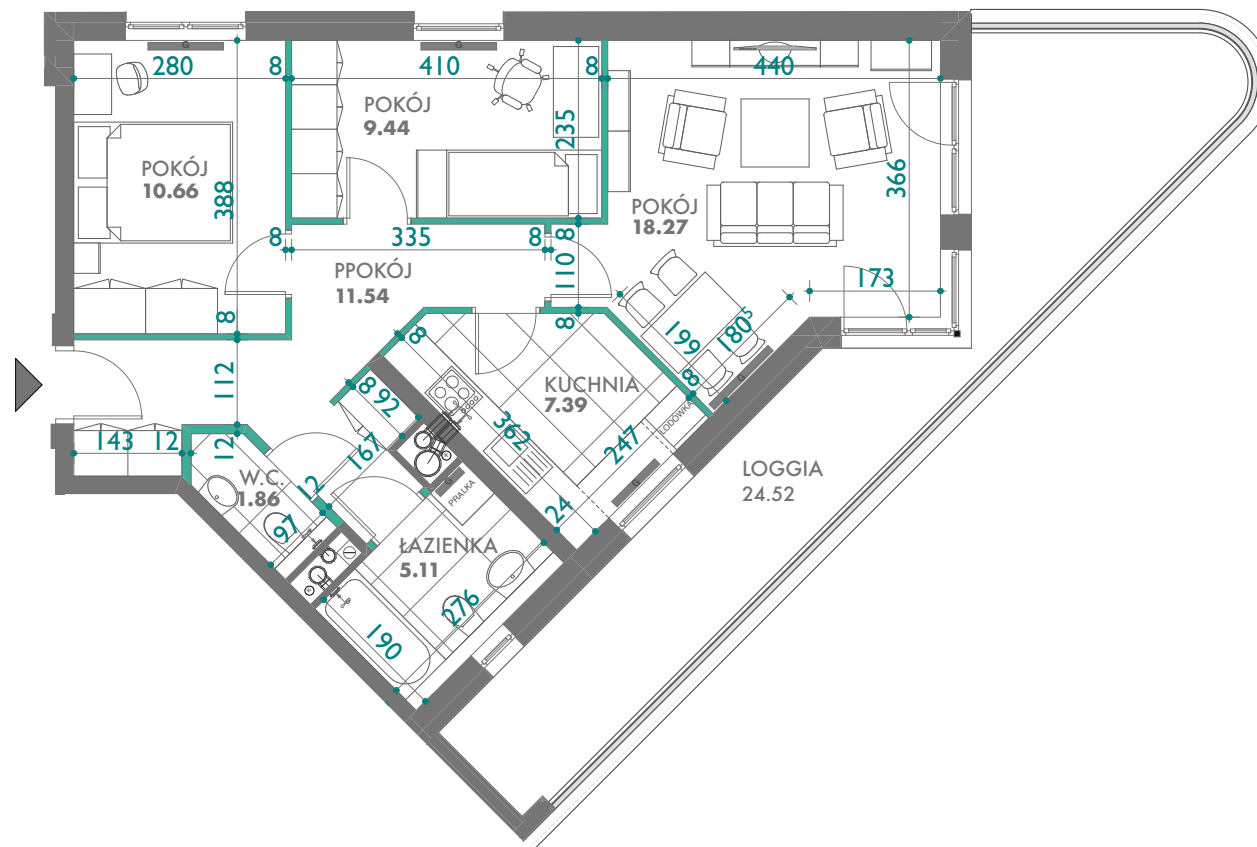 G
G
280
8
410
8
440
POKÓJ
9.44
235
POKÓJ
10.66
388
366
POKÓJ
18.27
8
335
8
8
PPOKÓJ
11.54
110
173
8
8
8
199
180⁵
112
8
92
KUCHNIA
7.39
8
G
LODÓWKA
362
247
143
12
12
167
W.C.
1.86
12
G
PRALKA
G
LOGGIA
24.52
24
97
ŁAZIENKA
5.11
276
190